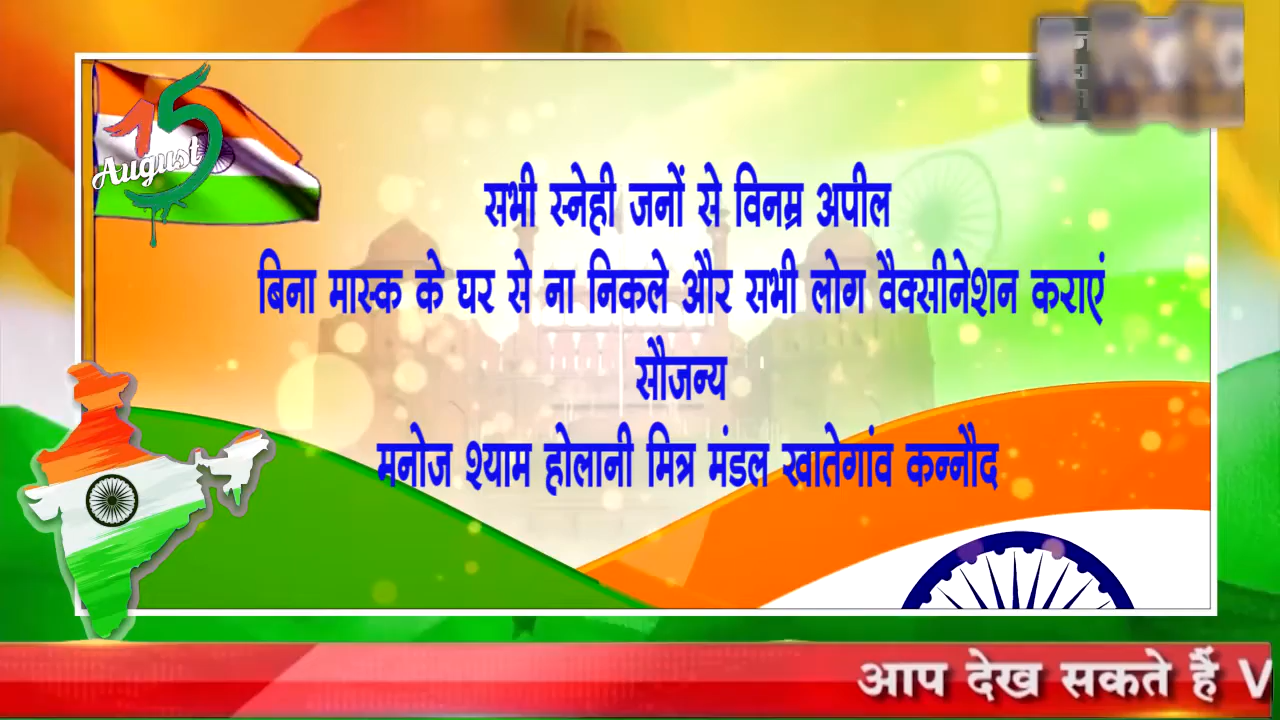 15
August
सभी स्नेही जनों से विनम्र अपील
बिना मास्क के घर से ना निकले और सभी लोग वैक्सीनेशन कराएं
सौजन्य
मनोज श्याम होलानी मित्र मंडल खातेगांव कन्नौद
आप देख सकते हैं V